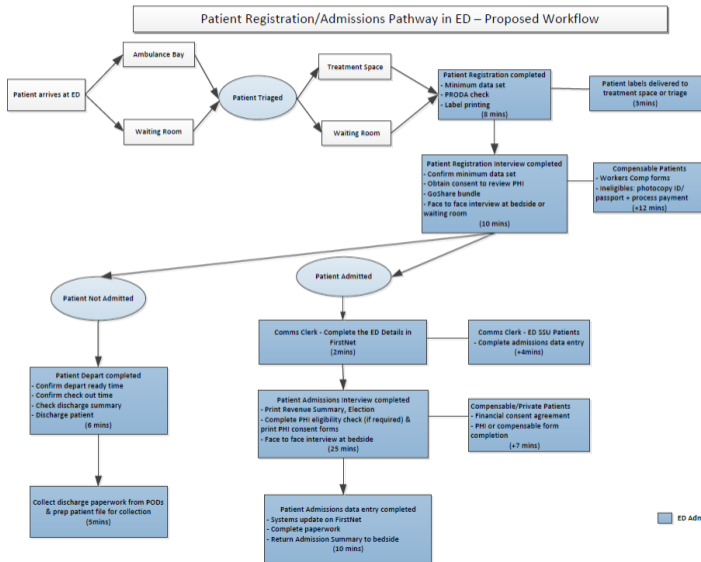 Patient Registration/Admissions Pathway in ED – Proposed Workflow
Patient arrives at ED
Ambulance Bay
Waiting Room
Patient Triaged
Treatment Space
Waiting Room
Patient Registration completed
- Minimum data set
- PRODA check
- Label printing
(8 mins)
Patient labels delivered to
treatment space or triage
(3mins)
Patient Registration Interview completed
- Confirm minimum data set
- Obtain consent to review PHI
- GoShare bundle
- Face to face interview at bedside or
waiting room
(10 mins)
Compensable Patients
- Workers Comp forms
- Ineligibles: photocopy ID/
passport + process payment
(+12 mins)
Patient Not Admitted
Patient Admitted
Comms Clerk - Complete the ED Details in
FirstNet
(2mins)
Comms Clerk - ED SSU Patients
- Complete admissions data entry
(+4mins)
Patient Depart completed
- Confirm depart ready time
- Confirm check out time
- Check discharge summary
- Discharge patient
(6 mins)
Patient Admissions Interview completed
- Print Revenue Summary, Election
- Complete PHI eligibility check (if required) &
print PHI consent forms
- Face to face interview at bedside
(25 mins)
Compensable/Private Patients
- Financial consent agreement
- PHI or compensable form
completion
(+7 mins)
Collect discharge paperwork from PODs
& prep patient file for collection
(5mins)
Patient Admissions data entry completed
- Systems update on FirstNet
- Complete paperwork
- Return Admission Summary to bedside
(10 mins)
ED Adm